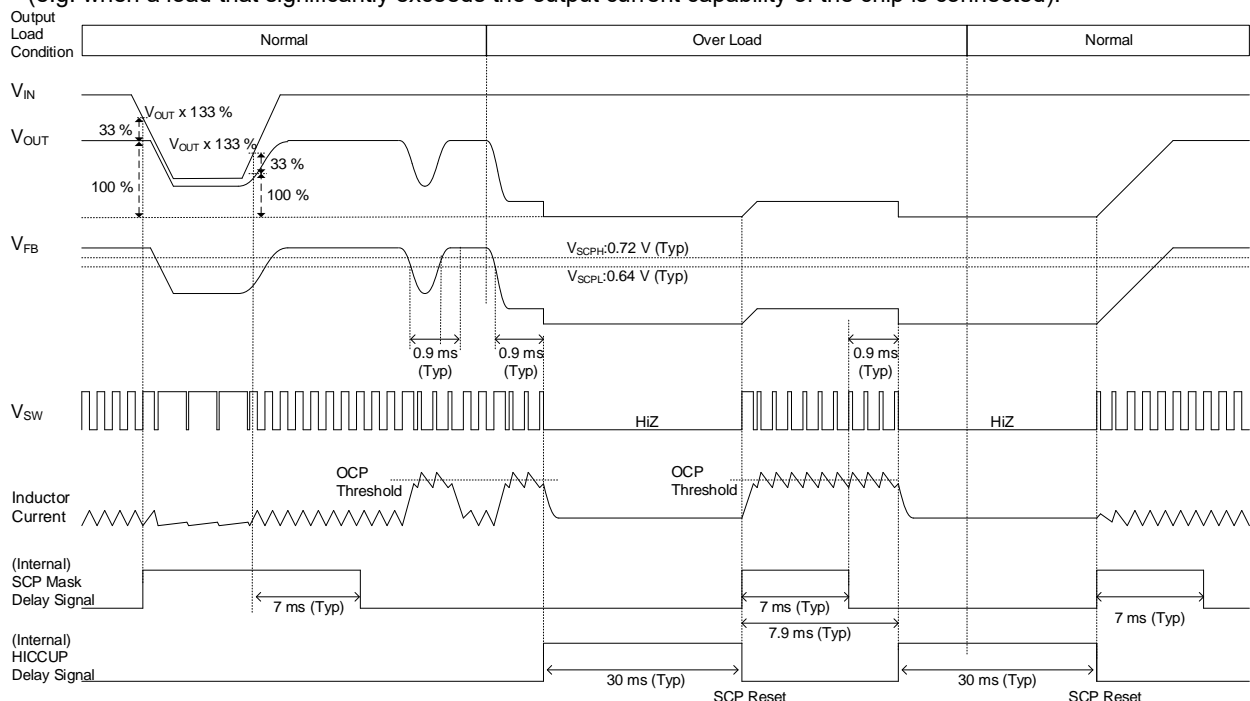 (e.g. when a load that significantly exceeds the output current capability of the chip is connected).
Output
Load
Condition
Normal
Over Load
Normal
VIN
VOUT x 133 %
33 %
VOUT
VOUT x 133 %
33 %
100 %
100 %
VFB
VSCPH:0.72 V (Typ)
VSCPL:0.64 V (Typ)
0.9 ms
(Typ)
0.9 ms
(Typ)
0.9 ms
(Typ)
VSW
HiZ
HiZ
OCP
Threshold
OCP
Threshold
Inductor
Current
(Internal)
SCP Mask
Delay Signal
7 ms (Typ)
7 ms (Typ)
7 ms (Typ)
7.9 ms (Typ)
(Internal)
HICCUP
Delay Signal
30 ms (Typ)
30 ms (Typ)
SCP Reset
SCP Reset